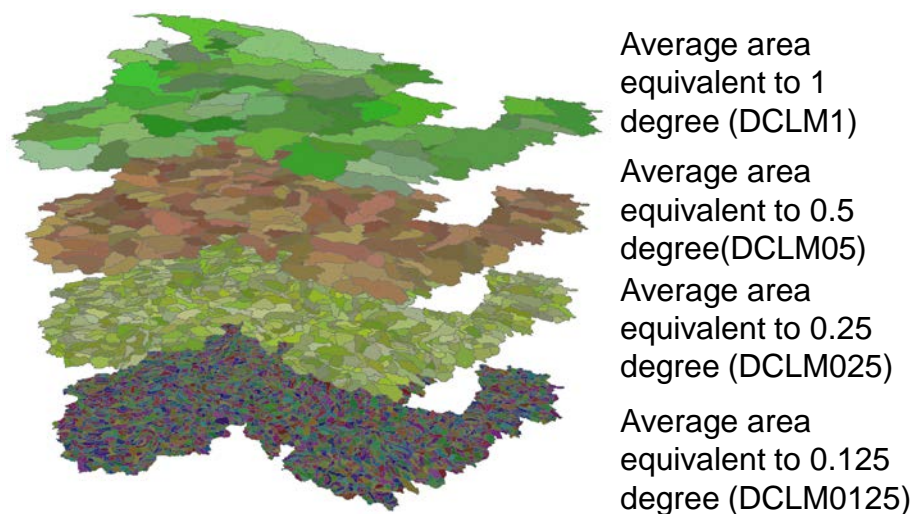 Average area
equivalent to 1
degree (DCLM1)
Average area
equivalent to 0.5
degree(DCLM05)
Average area
equivalent to 0.25
degree (DCLM025)
Average area
equivalent to 0.125
degree (DCLM0125)